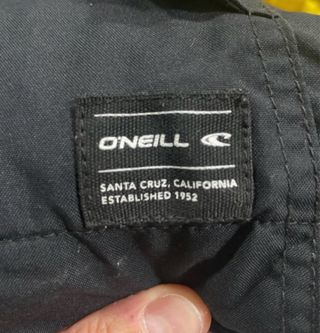 O'NEILL
SANTA CRUZ, CALIFORNIA
ESTABLISHED 1952